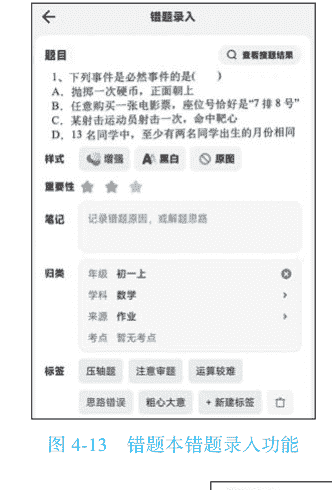 错题录入
题目 查看搜题结果
1、下列事件是必然事件的是( )
A、抛掷一次硬币，正面朝上
B、任意购买一张电影票，座位号恰好是“7排8号”
C、某射击运动员射击一次，命中靶心
D、13名同学中，至少有两名同学出生的月份相同
样式 增强 黑白 原图
重要性
笔记 记录错题原因，或解题思路
归类 年级 初一上
学科 数学
来源 作业
考点 暂无考点
标签 压轴题 注意审题 运算较难
思路错误 粗心大意 + 新建标签
图 4-13 错题本错题录入功能